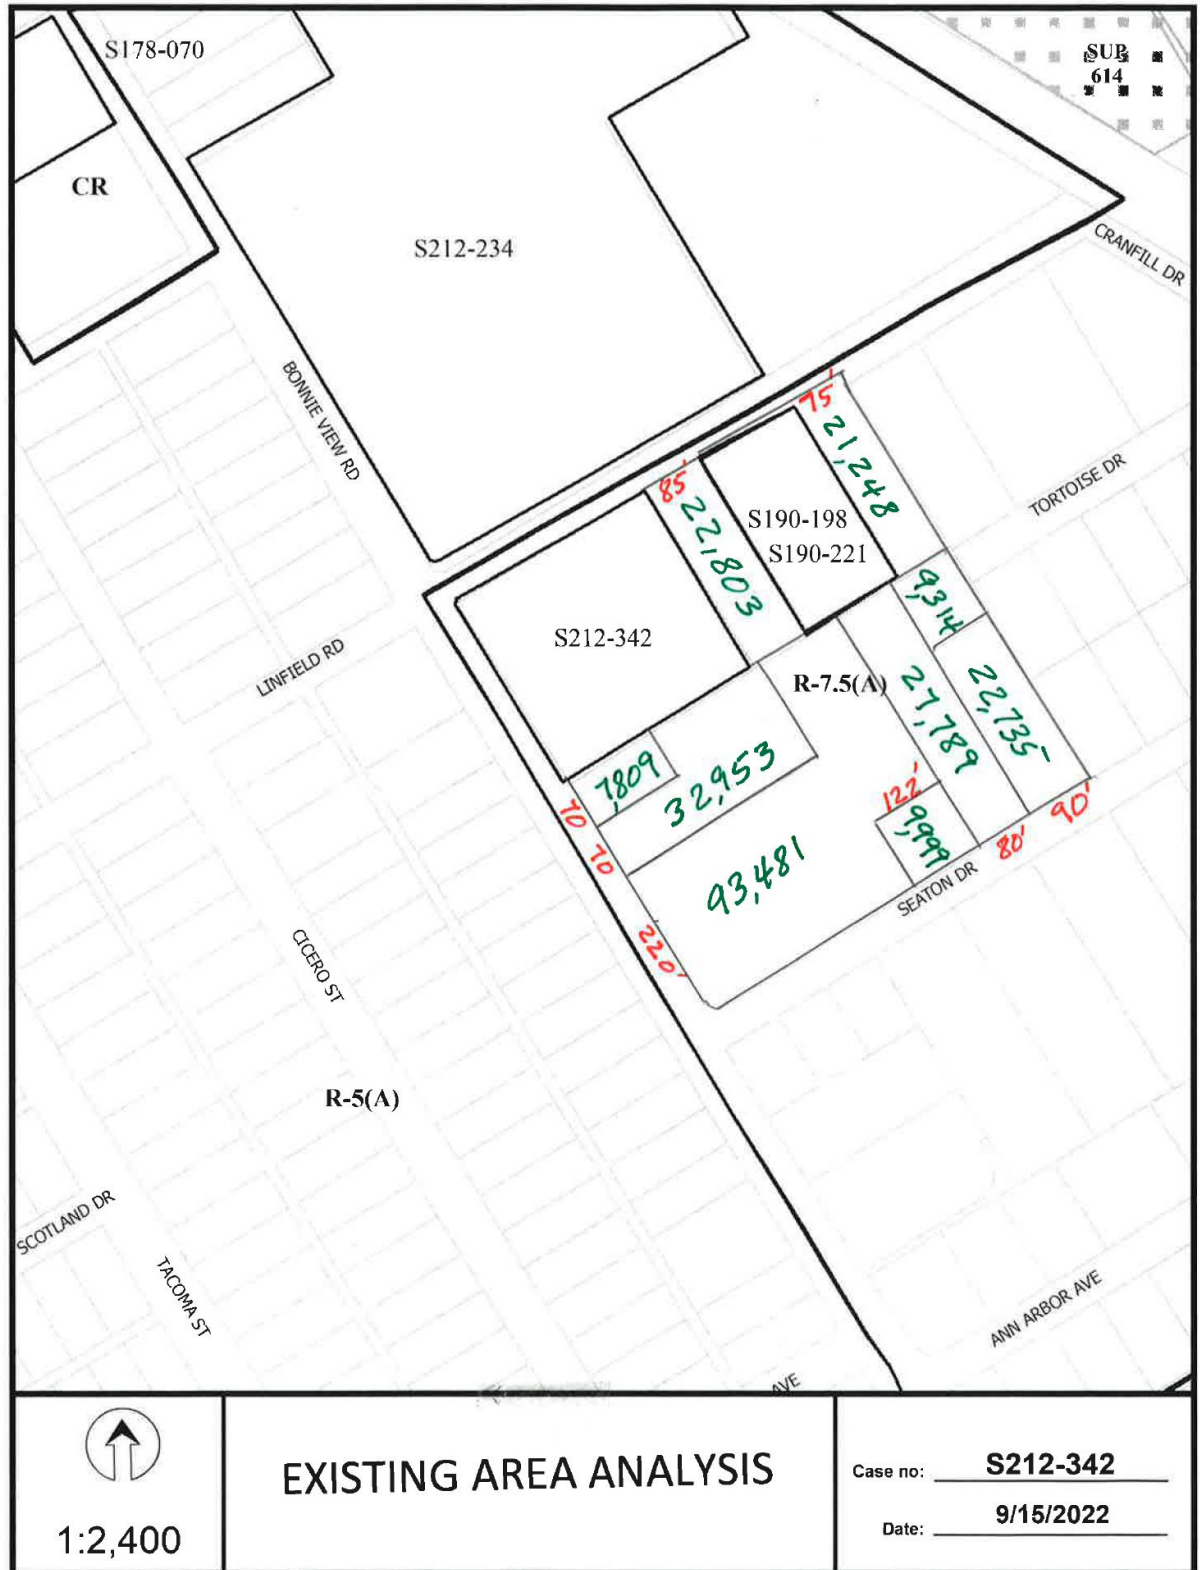 S178-070
SUP
614
CR
S212-234
CRANFILL DR
BONNIE VIEW RD
75'
21,248
TORTOISE DR
85'
22,803
S190-198
S190-221
9,314
S212-342
LINFIELD RD
R-7.5(A)
27,789
22,735
7,809
32,953
122'
9,999
70
70
80'
90'
93,481
SEATON DR
220'
CICERO ST
R-5(A)
SCOTLAND DR
TACOMA ST
ANN ARBOR AVE
AVE
1:2,400
EXISTING AREA ANALYSIS
Case no: S212-342
Date: 9/15/2022